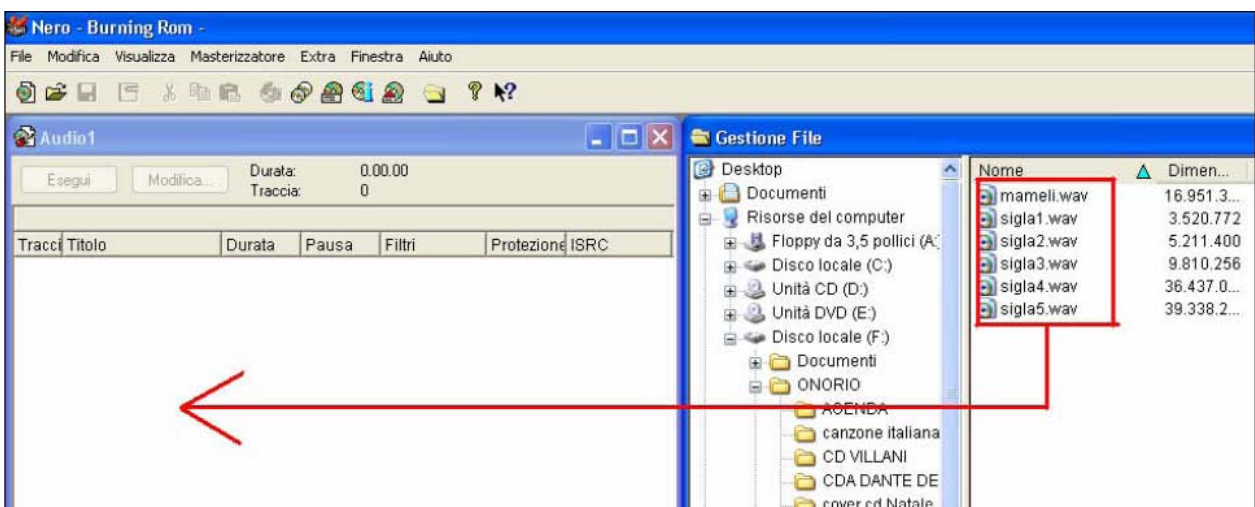 Nero - Burning Rom -
File Modifica Visualizza Masterizzatore Extra Finestra Aiuto
Audio1
Esegui Modifica... Durata: 0.00.00
Traccia: 0
Tracci Titolo Durata Pausa Filtri Protezione ISRC
Gestione File
Desktop
Documenti
Risorse del computer
Floppy da 3,5 pollici (A:
Disco locale (C:)
Unità CD (D:)
Unità DVD (E:)
Disco locale (F:)
Documenti
ONORIO
AGENDA
canzone italiana
CD VILLANI
CDA DANTE DE
cover cd Natale
Nome Dimen...
mameli.wav 16.951.3...
sigla1.wav 3.520.772
sigla2.wav 5.211.400
sigla3.wav 9.810.256
sigla4.wav 36.437.0...
sigla5.wav 39.338.2...